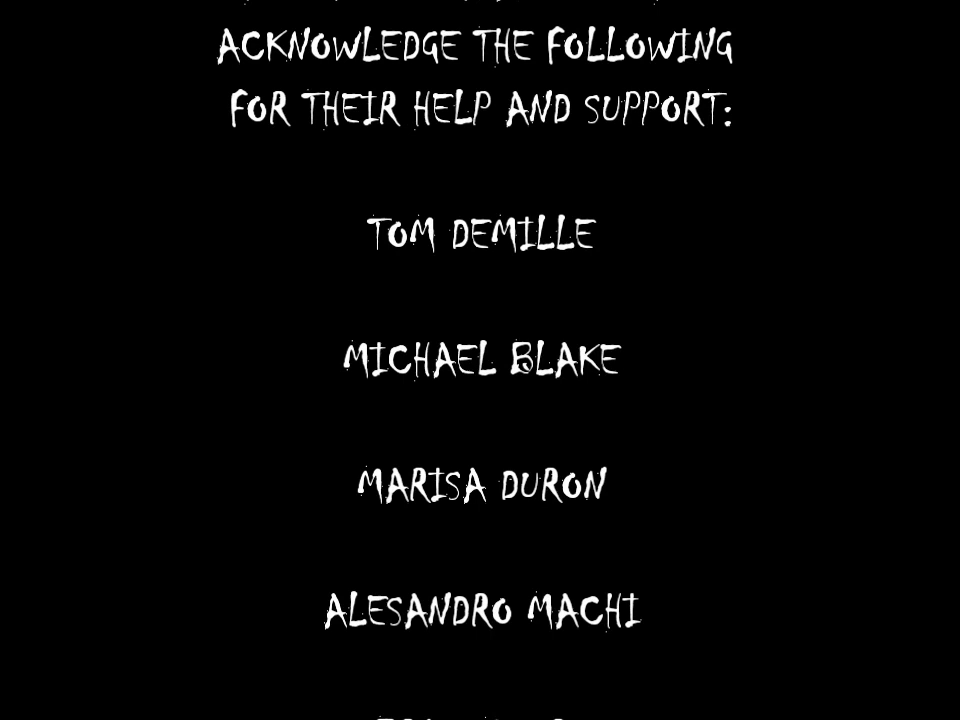 ACKNOWLEDGE THE FOLLOWING
FOR THEIR HELP AND SUPPORT:
TOM DEMILLE
MICHAEL BLAKE
MARISA DURON
ALESANDRO MACHI